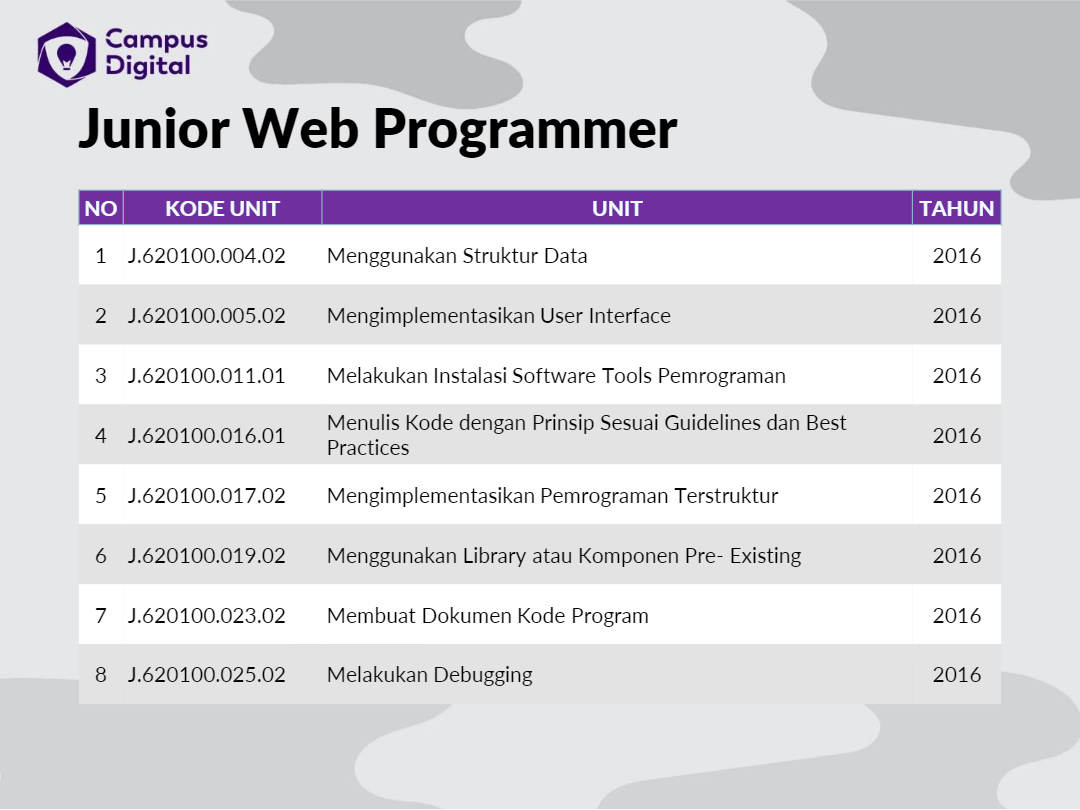 Campus
Digital
Junior Web Programmer
NO KODE UNIT UNIT TAHUN
1 J.620100.004.02 Menggunakan Struktur Data 2016
2 J.620100.005.02 Mengimplementasikan User Interface 2016
3 J.620100.011.01 Melakukan Instalasi Software Tools Pemrograman 2016
4 J.620100.016.01 Menulis Kode dengan Prinsip Sesuai Guidelines dan Best
Practices 2016
5 J.620100.017.02 Mengimplementasikan Pemrograman Terstruktur 2016
6 J.620100.019.02 Menggunakan Library atau Komponen Pre- Existing 2016
7 J.620100.023.02 Membuat Dokumen Kode Program 2016
8 J.620100.025.02 Melakukan Debugging 2016